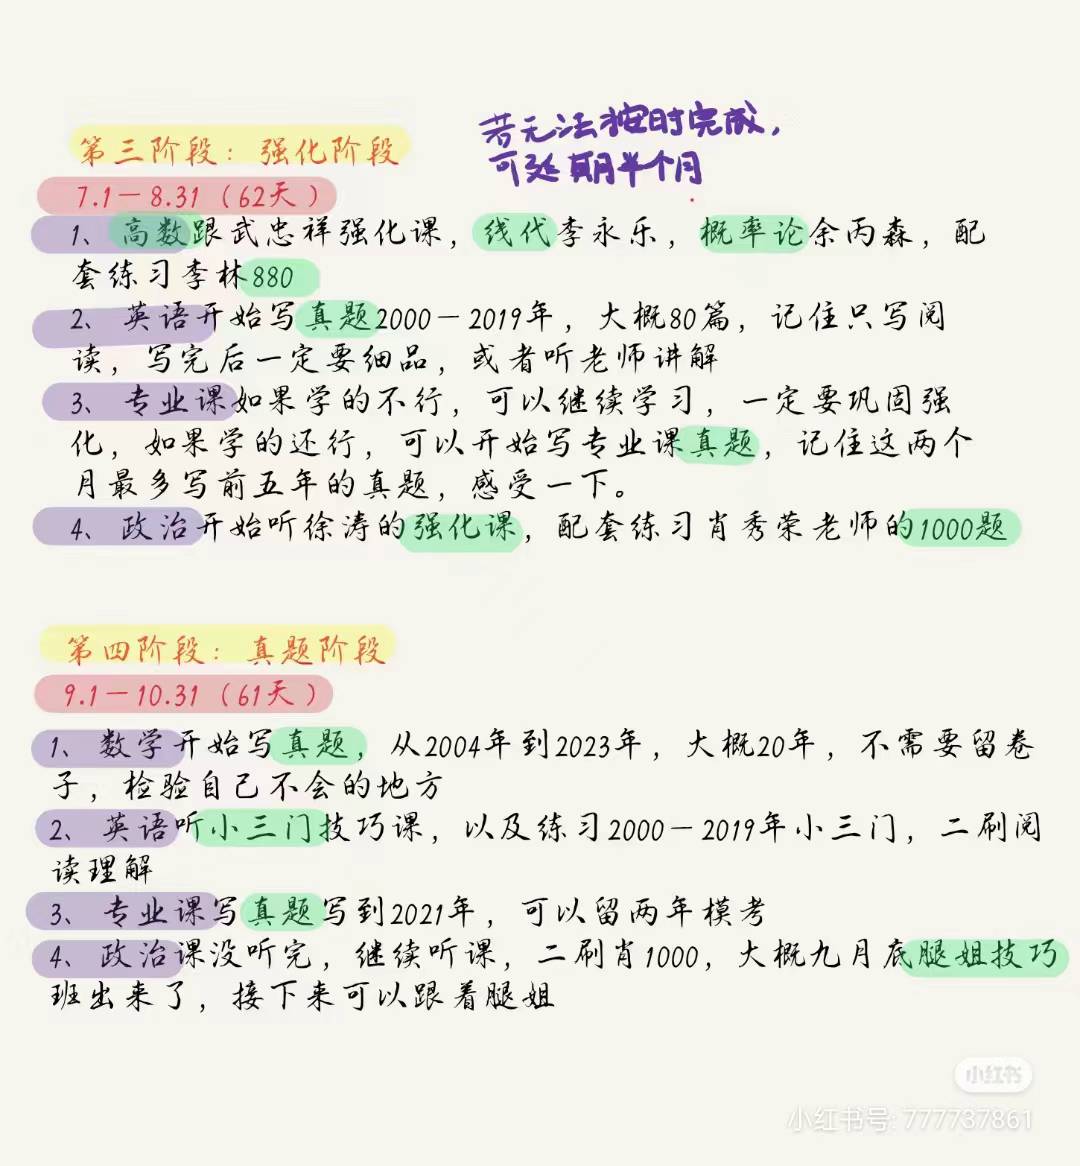 若无法按时完成，
可延期半个月
第三阶段：强化阶段
7.1－8.31（62天）
1、高数跟武忠祥强化课，线代李永乐，概率论余丙森，配
套练习李林880
2、英语开始写真题2000－2019年，大概80篇，记住只写阅
读，写完后一定要细品，或者听老师讲解
3、专业课如果学的不行，可以继续学习，一定要巩固强
化，如果学的还行，可以开始写专业课真题，记住这两个
月最多写前五年的真题，感受一下。
4、政治开始听徐涛的强化课，配套练习肖秀荣老师的1000题
第四阶段：真题阶段
9.1－10.31（61天）
1、数学开始写真题，从2004年到2023年，大概20年，不需要留卷
子，检验自己不会的地方
2、英语听小三门技巧课，以及练习2000－2019年小三门，二刷阅
读理解
3、专业课写真题写到2021年，可以留两年模考
4、政治课没听完，继续听课，二刷肖1000，大概九月底腿姐技巧
班出来了，接下来可以跟着腿姐
小红书
小红书号: 777737861